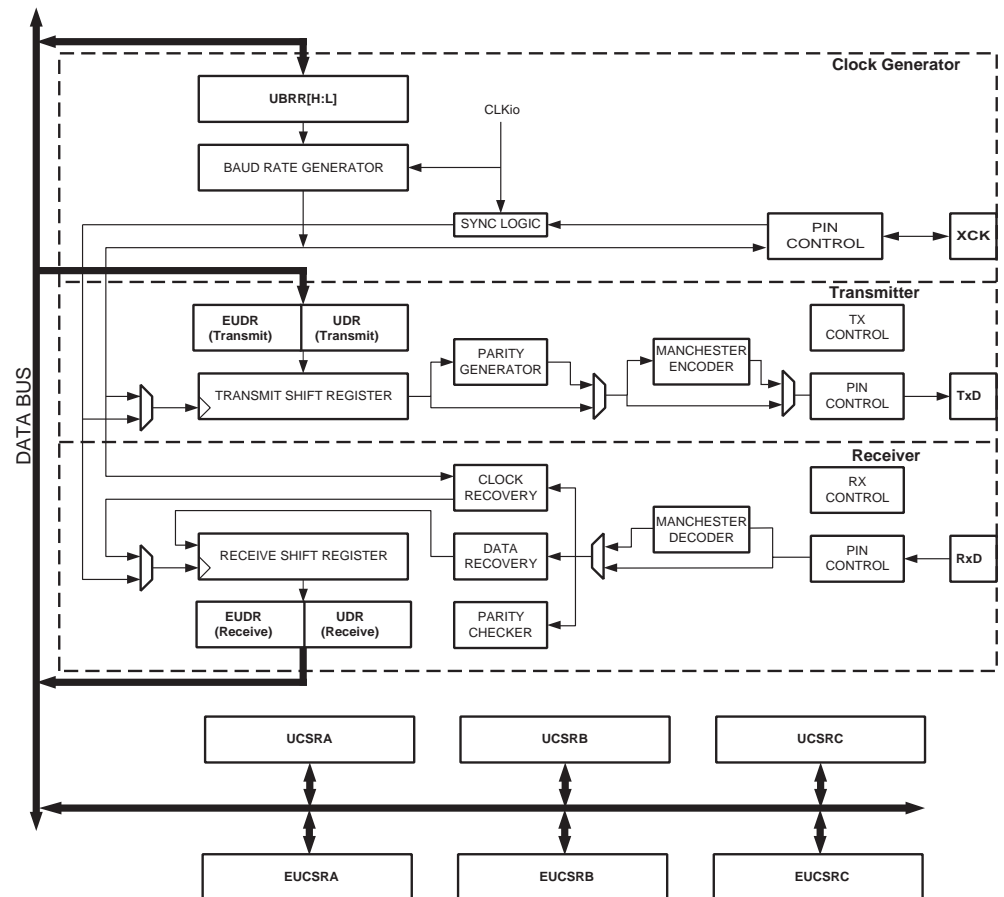 Clock Generator
UBRR[H:L]
CLKio
BAUD RATE GENERATOR
SYNC LOGIC
PIN
CONTROL
XCK
DATA BUS
Transmitter
EUDR
(Transmit)
UDR
(Transmit)
TX
CONTROL
PARITY
GENERATOR
MANCHESTER
ENCODER
TRANSMIT SHIFT REGISTER
PIN
CONTROL
TxD
Receiver
CLOCK
RECOVERY
RX
CONTROL
MANCHESTER
DECODER
RECEIVE SHIFT REGISTER
DATA
RECOVERY
PIN
CONTROL
RxD
EUDR
(Receive)
UDR
(Receive)
PARITY
CHECKER
UCSRA
UCSRB
UCSRC
EUCSRA
EUCSRB
EUCSRC